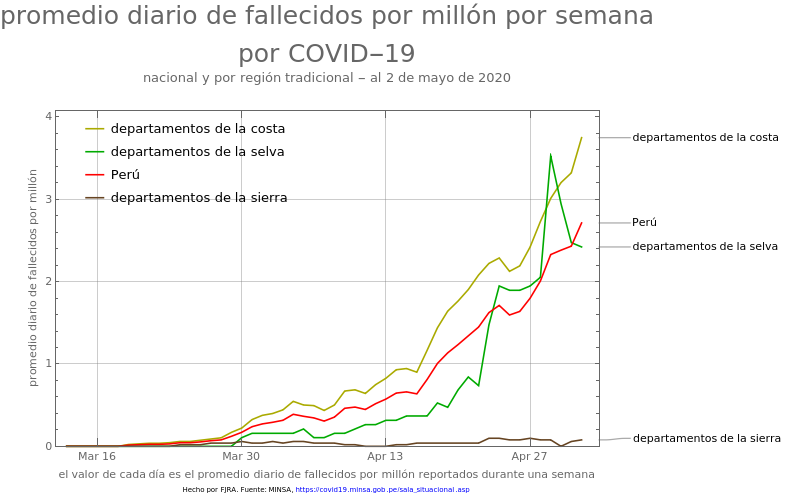 promedio diario de fallecidos por millón por semana
por COVID–19
nacional y por región tradicional – al 2 de mayo de 2020
departamentos de la costa
departamentos de la selva
Perú
departamentos de la sierra
promedio diario de fallecidos por millón
4
3
2
1
0
Mar 16
Mar 30
Apr 13
Apr 27
departamentos de la costa
Perú
departamentos de la selva
departamentos de la sierra
el valor de cada día es el promedio diario de fallecidos por millón reportados durante una semana
Hecho por FJRA. Fuente: MINSA, https://covid19.minsa.gob.pe/sala_situacional.asp